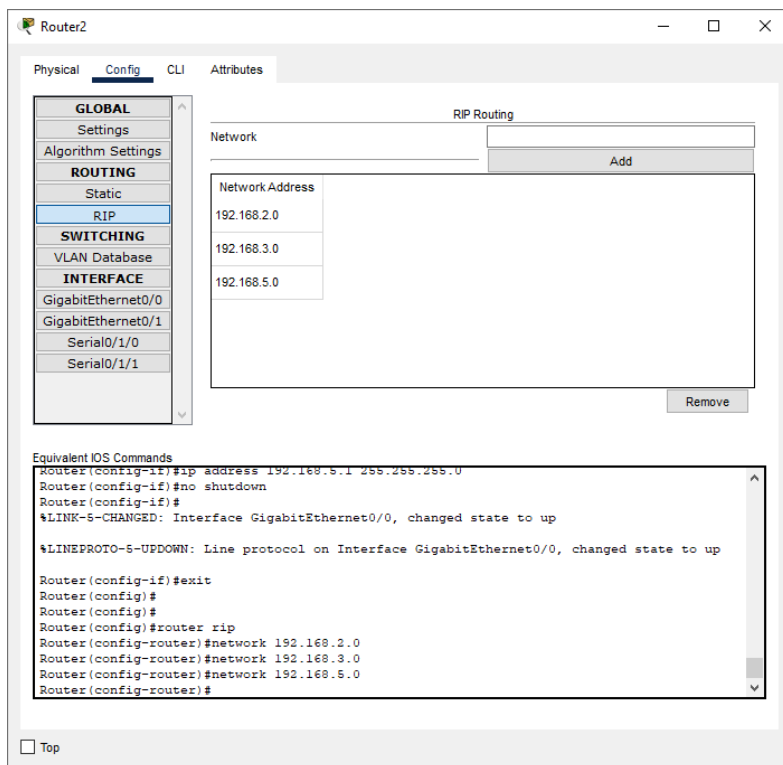 Router2
Physical Config CLI Attributes
GLOBAL
Settings
Algorithm Settings
ROUTING
Static
RIP
SWITCHING
VLAN Database
INTERFACE
GigabitEthernet0/0
GigabitEthernet0/1
Serial0/1/0
Serial0/1/1
RIP Routing
Network
Add
Network Address
192.168.2.0
192.168.3.0
192.168.5.0
Remove
Equivalent IOS Commands
Router(config-if)#ip address 192.168.5.1 255.255.255.0
Router(config-if)#no shutdown
Router(config-if)#
%LINK-5-CHANGED: Interface GigabitEthernet0/0, changed state to up
%LINEPROTO-5-UPDOWN: Line protocol on Interface GigabitEthernet0/0, changed state to up
Router(config-if)#exit
Router(config)#
Router(config)#
Router(config)#router rip
Router(config-router)#network 192.168.2.0
Router(config-router)#network 192.168.3.0
Router(config-router)#network 192.168.5.0
Router(config-router)#
Top